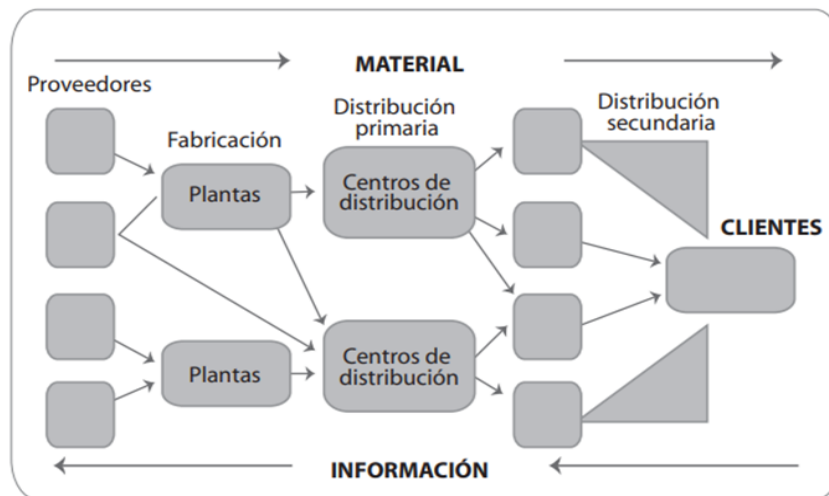 MATERIAL
Proveedores
Fabricación
Distribución
primaria
Distribución
secundaria
Plantas
Centros de
distribución
CLIENTES
Plantas
Centros de
distribución
INFORMACIÓN